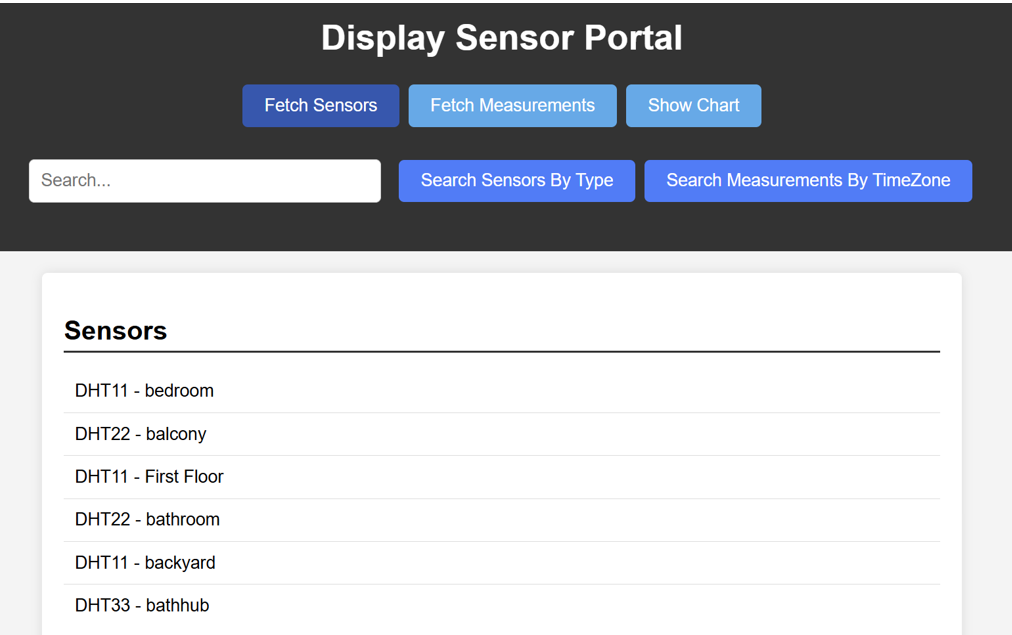 Display Sensor Portal
Fetch Sensors Fetch Measurements Show Chart
Search... Search Sensors By Type Search Measurements By TimeZone
Sensors
DHT11 - bedroom
DHT22 - balcony
DHT11 - First Floor
DHT22 - bathroom
DHT11 - backyard
DHT33 - bathhub